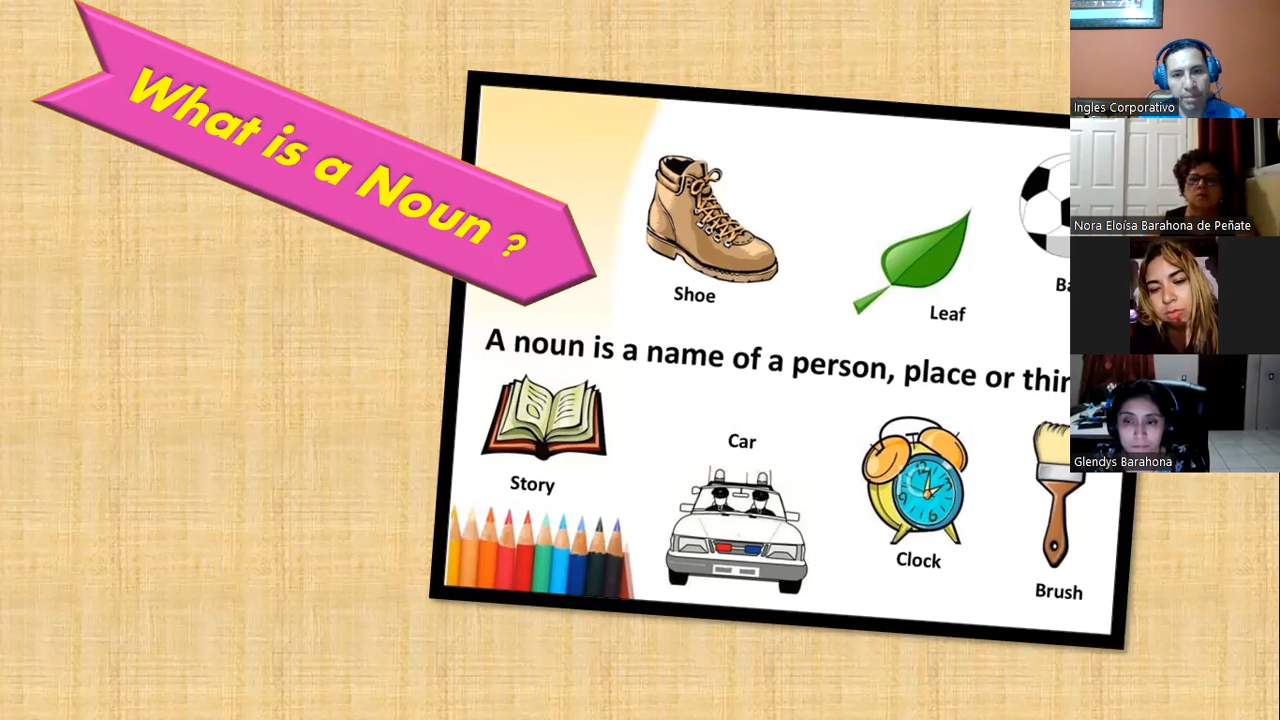 What is a Noun ?
Shoe
Leaf
A noun is a name of a person, place or thin
Story
Car
Clock
Brush
Ingles Corporativo
Nora Eloísa Barahona de Peñate
Glendys Barahona